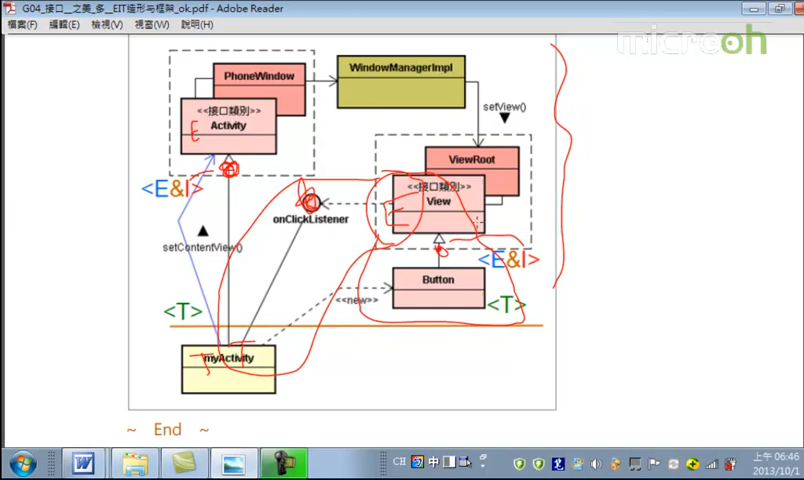 G04_接口__之美_多__EIT造形与框架_ok.pdf - Adobe Reader
檔案(F) 編輯(E) 檢視(V) 視窗(W) 說明(H)
microoh
PhoneWindow
WindowManagerImpl
<<接口類別>>
Activity
E
setView()
ViewRoot
<<接口類別>>
View
E
<E&I>
onClickListener
setContentView()
<E&I>
Button
<<new>>
<T>
<T>
myActivity
T
~ End ~
CH 中
上午 06:46
2013/10/1